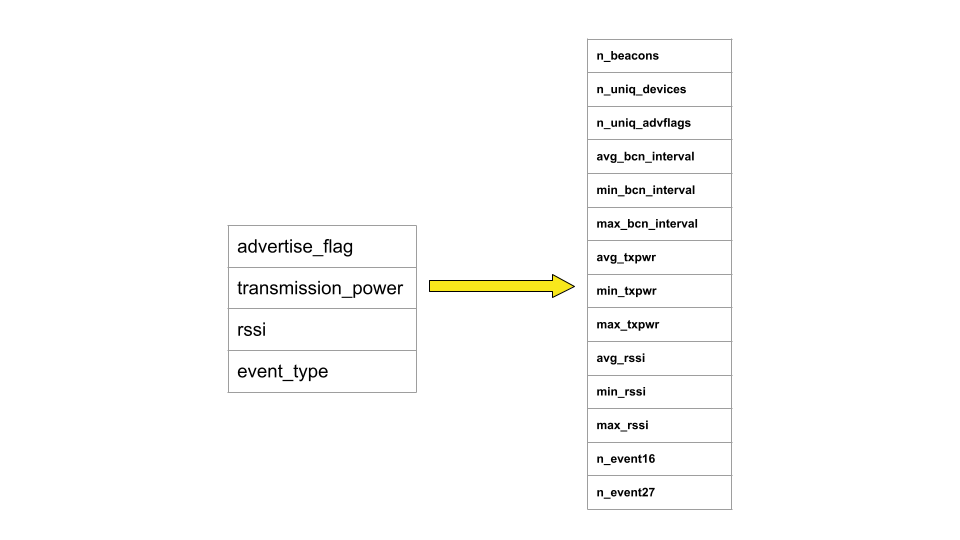 advertise_flag
transmission_power
rssi
event_type
n_beacons
n_uniq_devices
n_uniq_advflags
avg_bcn_interval
min_bcn_interval
max_bcn_interval
avg_txpwr
min_txpwr
max_txpwr
avg_rssi
min_rssi
max_rssi
n_event16
n_event27